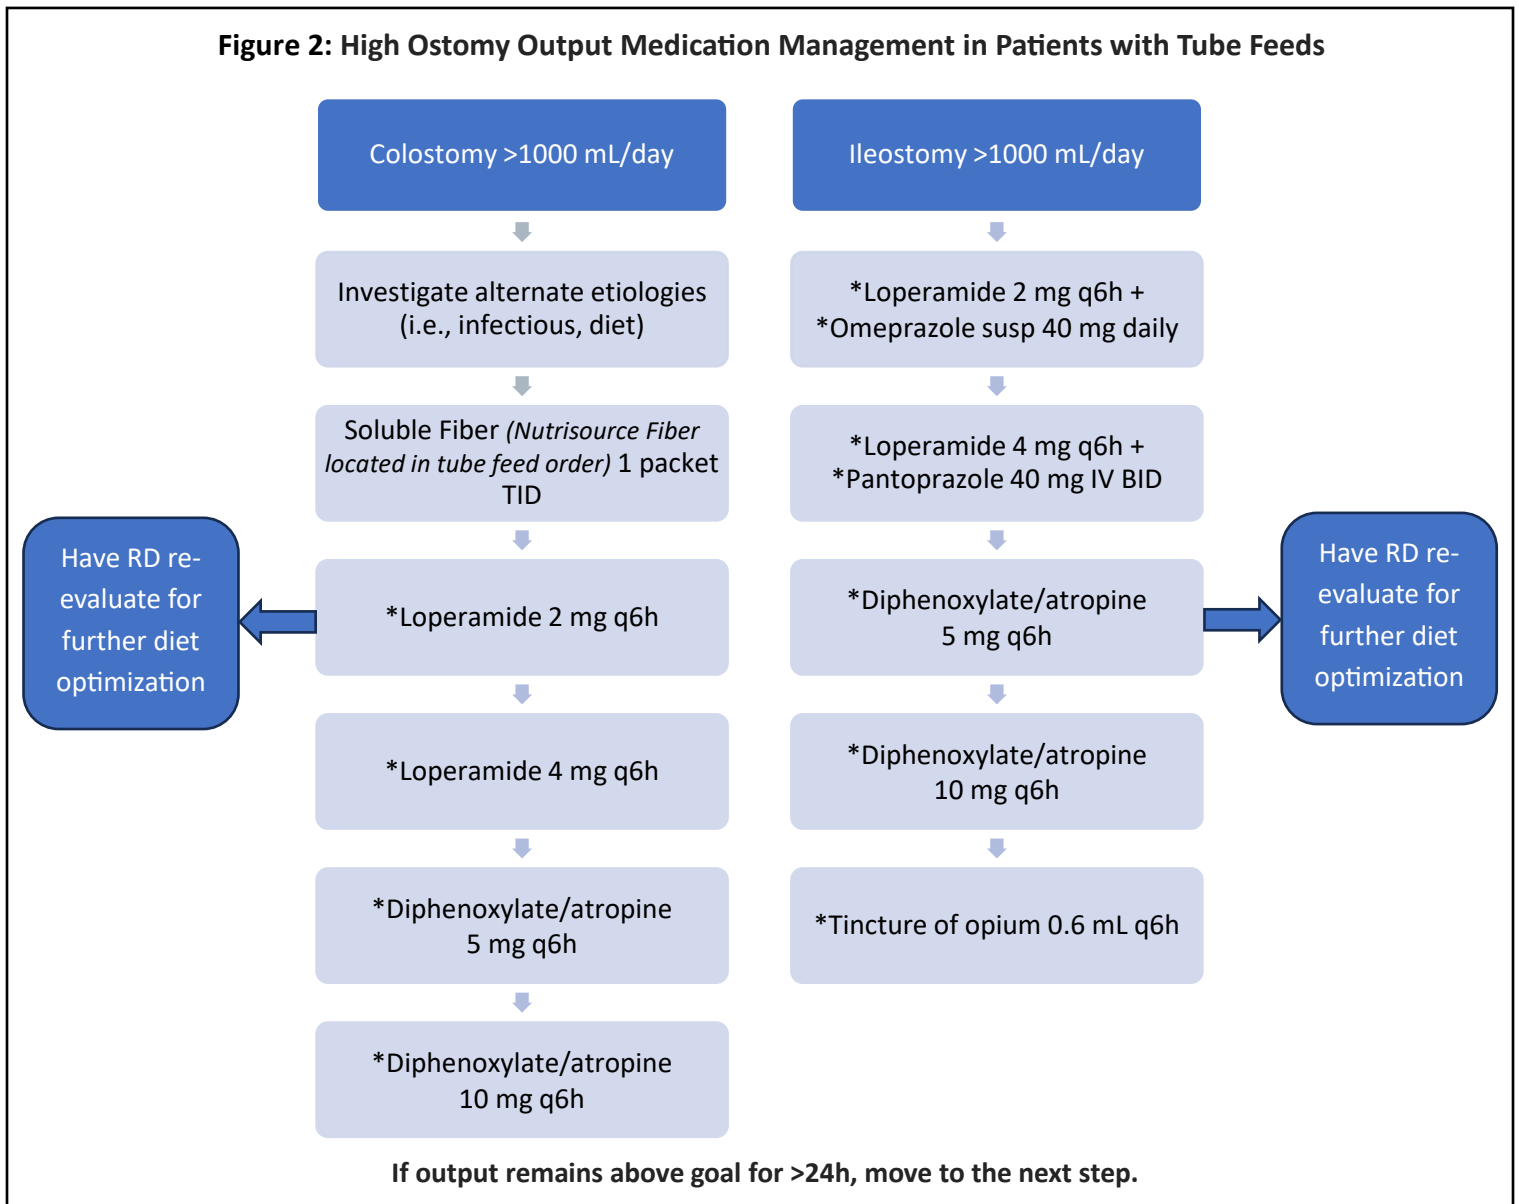 Figure 2: High Ostomy Output Medication Management in Patients with Tube Feeds
Colostomy >1000 mL/day
Investigate alternate etiologies
(i.e., infectious, diet)
Soluble Fiber (Nutrisource Fiber
located in tube feed order) 1 packet
TID
*Loperamide 2 mg q6h
Have RD re-
evaluate for
further diet
optimization
*Loperamide 4 mg q6h
*Diphenoxylate/atropine
5 mg q6h
*Diphenoxylate/atropine
10 mg q6h
Ileostomy >1000 mL/day
*Loperamide 2 mg q6h +
*Omeprazole susp 40 mg daily
*Loperamide 4 mg q6h +
*Pantoprazole 40 mg IV BID
*Diphenoxylate/atropine
5 mg q6h
Have RD re-
evaluate for
further diet
optimization
*Diphenoxylate/atropine
10 mg q6h
*Tincture of opium 0.6 mL q6h
If output remains above goal for >24h, move to the next step.